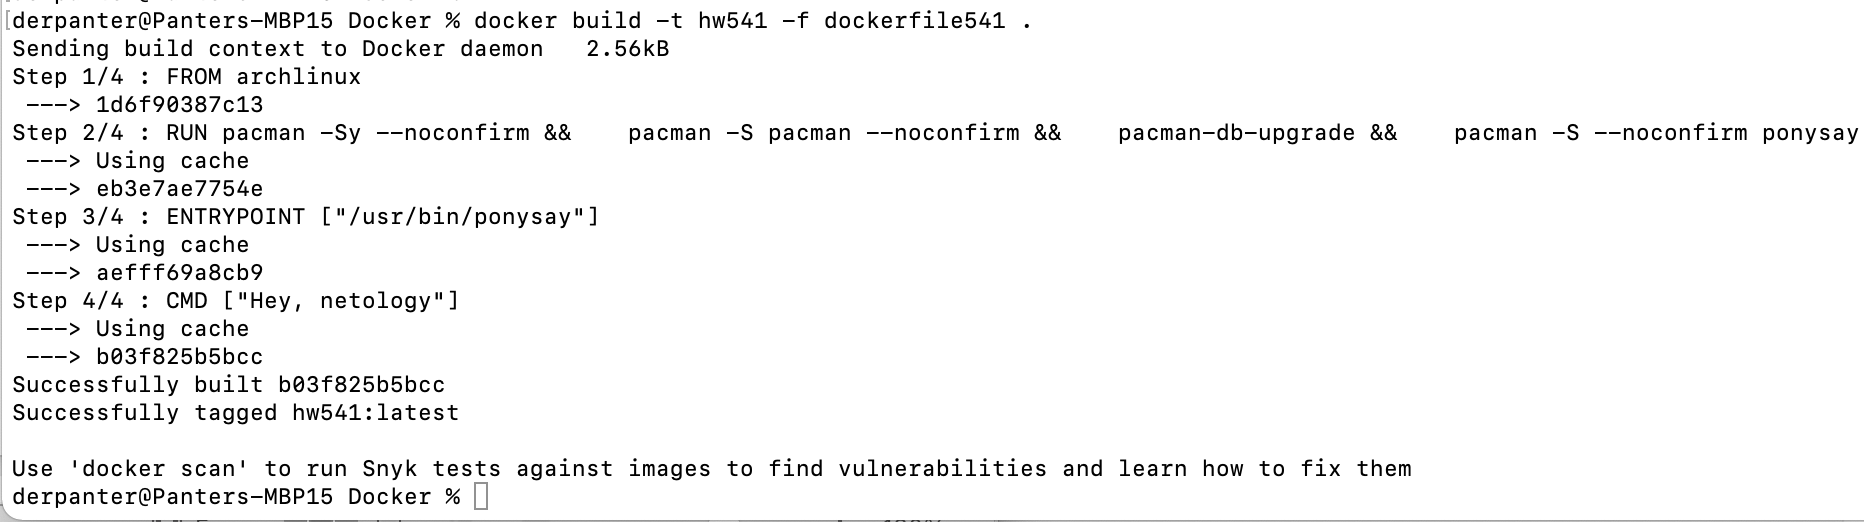 [derpanter@Panters-MBP15 Docker % docker build -t hw541 -f dockerfile541 .
Sending build context to Docker daemon   2.56kB
Step 1/4 : FROM archlinux
 ---> 1d6f90387c13
Step 2/4 : RUN pacman -Sy --noconfirm &&    pacman -S pacman --noconfirm &&    pacman-db-upgrade &&    pacman -S --noconfirm ponysay
 ---> Using cache
 ---> eb3e7ae7754e
Step 3/4 : ENTRYPOINT ["/usr/bin/ponysay"]
 ---> Using cache
 ---> aefff69a8cb9
Step 4/4 : CMD ["Hey, netology"]
 ---> Using cache
 ---> b03f825b5bcc
Successfully built b03f825b5bcc
Successfully tagged hw541:latest
Use 'docker scan' to run Snyk tests against images to find vulnerabilities and learn how to fix them
derpanter@Panters-MBP15 Docker %